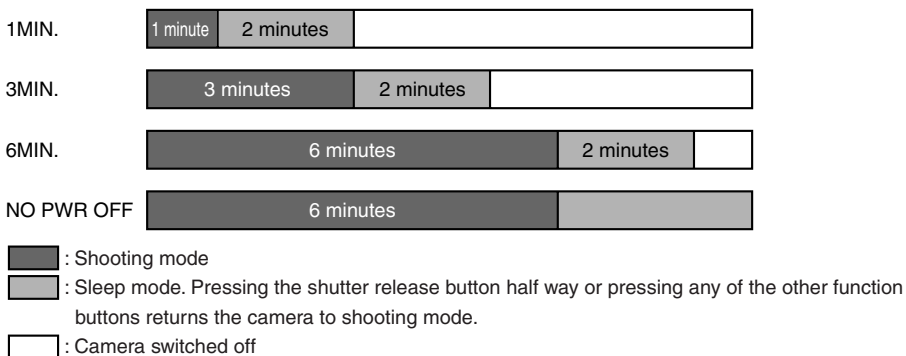 1MIN. 1 minute 2 minutes
3MIN. 3 minutes 2 minutes
6MIN. 6 minutes 2 minutes
NO PWR OFF 6 minutes
: Shooting mode
: Sleep mode. Pressing the shutter release button half way or pressing any of the other function
buttons returns the camera to shooting mode.
: Camera switched off